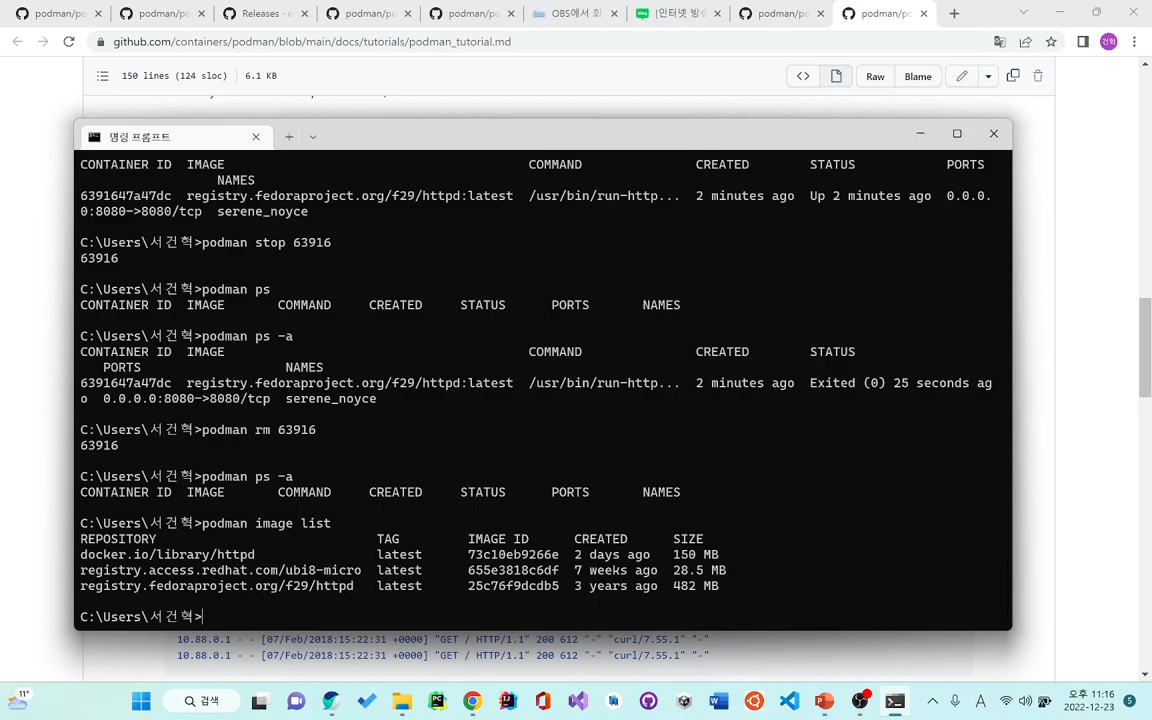 podman/po
podman/po
Releases · c
podman/po
podman/po
OBS에서 화
[인터넷 방송
podman/po
podman/po
github.com/containers/podman/blob/main/docs/tutorials/podman_tutorial.md
건혁
150 lines (124 sloc) | 6.1 KB
Raw
Blame
명령 프롬프트
CONTAINER ID IMAGE COMMAND CREATED STATUS PORTS
NAMES
6391647a47dc registry.fedoraproject.org/f29/httpd:latest /usr/bin/run-http... 2 minutes ago Up 2 minutes ago 0.0.0.
0:8080->8080/tcp serene_noyce
C:\Users\서건혁>podman stop 63916
63916
C:\Users\서건혁>podman ps
CONTAINER ID IMAGE COMMAND CREATED STATUS PORTS NAMES
C:\Users\서건혁>podman ps -a
CONTAINER ID IMAGE COMMAND CREATED STATUS
PORTS NAMES
6391647a47dc registry.fedoraproject.org/f29/httpd:latest /usr/bin/run-http... 2 minutes ago Exited (0) 25 seconds ag
o 0.0.0.0:8080->8080/tcp serene_noyce
C:\Users\서건혁>podman rm 63916
63916
C:\Users\서건혁>podman ps -a
CONTAINER ID IMAGE COMMAND CREATED STATUS PORTS NAMES
C:\Users\서건혁>podman image list
REPOSITORY TAG IMAGE ID CREATED SIZE
docker.io/library/httpd latest 73c10eb9266e 2 days ago 150 MB
registry.access.redhat.com/ubi8-micro latest 655e3818c6df 7 weeks ago 28.5 MB
registry.fedoraproject.org/f29/httpd latest 25c76f9dcdb5 3 years ago 482 MB
C:\Users\서건혁>
10.88.0.1 - - [07/Feb/2018:15:22:31 +0000] "GET / HTTP/1.1" 200 612 "-" "curl/7.55.1" "-"
10.88.0.1 - - [07/Feb/2018:15:22:31 +0000] "GET / HTTP/1.1" 200 612 "-" "curl/7.55.1" "-"
11°
검색
A
오후 11:16
2022-12-23
5